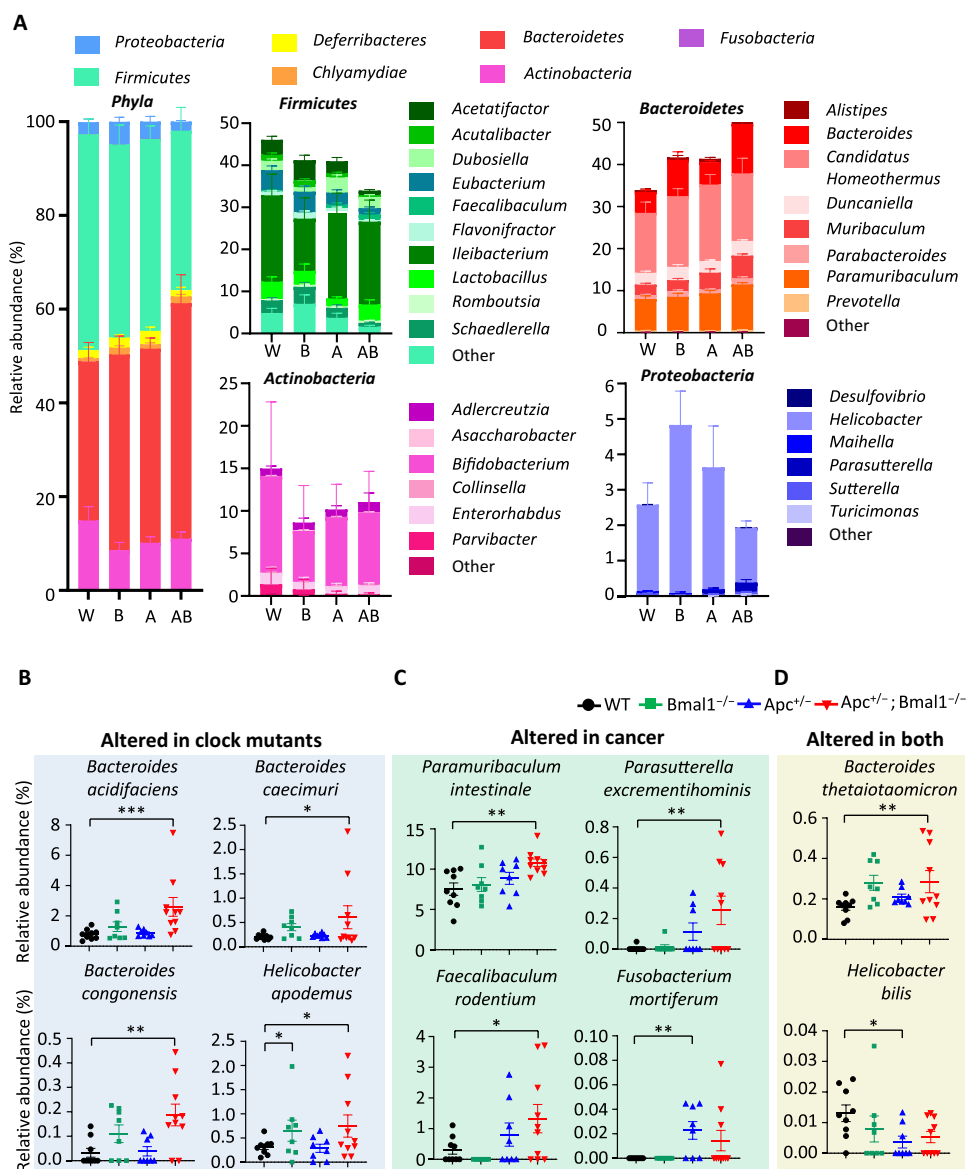 A
Proteobacteria
Deferribacteres
Bacteroidetes
Fusobacteria
Firmicutes
Chlyamydiae
Actinobacteria
Phyla
Relative abundance (%)
100
80
60
40
20
0
W B A AB
Firmicutes
50
40
30
20
10
0
W B A AB
Acetatifactor
Acutalibacter
Dubosiella
Eubacterium
Faecalibaculum
Flavonifractor
Ileibacterium
Lactobacillus
Romboutsia
Schaedlerella
Other
Bacteroidetes
50
40
30
20
10
0
W B A AB
Alistipes
Bacteroides
Candidatus
Homeothermus
Duncaniella
Muribaculum
Parabacteroides
Paramuribaculum
Prevotella
Other
Actinobacteria
25
20
15
10
5
0
W B A AB
Adlercreutzia
Asaccharobacter
Bifidobacterium
Collinsella
Enterorhabdus
Parvibacter
Other
Proteobacteria
6
5
4
3
2
1
0
W B A AB
Desulfovibrio
Helicobacter
Maihella
Parasutterella
Sutterella
Turicimonas
Other
B
C
D
WT Bmal1−/− Apc+/− Apc+/−; Bmal1−/−
Altered in clock mutants
Relative abundance (%)
Bacteroides
acidifaciens
***
8
6
4
2
0
Bacteroides
caecimuri
*
2.5
2.0
1.5
1.0
0.5
0.0
Relative abundance (%)
Bacteroides
congonensis
**
0.5
0.4
0.3
0.2
0.1
0.0
Helicobacter
apodemus
*
*
2.5
2.0
1.5
1.0
0.5
0.0
Altered in cancer
Paramuribaculum
intestinale
**
15
10
5
0
Parasutterella
excrementihominis
**
0.8
0.6
0.4
0.2
0.0
Faecalibaculum
rodentium
*
4
3
2
1
0
Fusobacterium
mortiferum
**
0.10
0.08
0.06
0.04
0.02
0.00
Altered in both
Bacteroides
thetaiotaomicron
**
0.6
0.4
0.2
0.0
Helicobacter
bilis
*
0.04
0.03
0.02
0.01
0.00